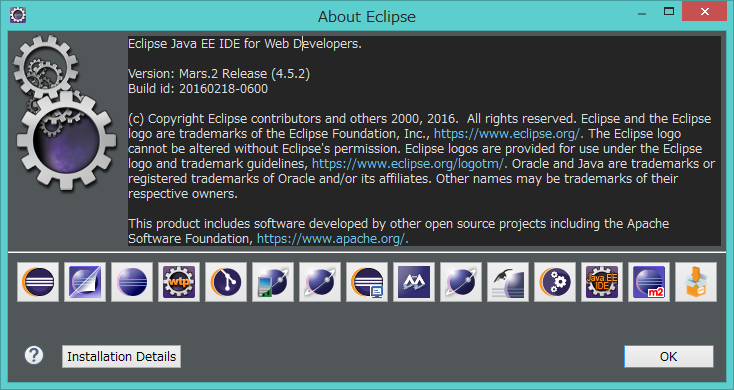 About Eclipse
Eclipse Java EE IDE for Web Developers.
Version: Mars.2 Release (4.5.2)
Build id: 20160218-0600
(c) Copyright Eclipse contributors and others 2000, 2016.  All rights reserved. Eclipse and the Eclipse
logo are trademarks of the Eclipse Foundation, Inc., https://www.eclipse.org/. The Eclipse logo
cannot be altered without Eclipse's permission. Eclipse logos are provided for use under the Eclipse
logo and trademark guidelines, https://www.eclipse.org/logotm/. Oracle and Java are trademarks or
registered trademarks of Oracle and/or its affiliates. Other names may be trademarks of their
respective owners.
This product includes software developed by other open source projects including the Apache
Software Foundation, https://www.apache.org/.
wtp
Java EE
IDE
m2
?
Installation Details
OK